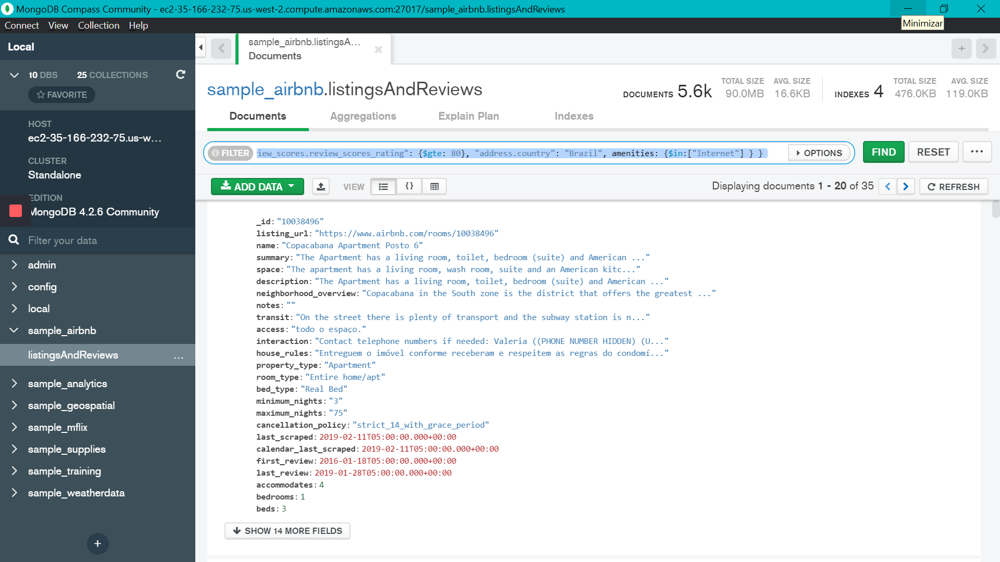 MongoDB Compass Community - ec2-35-166-232-75.us-west-2.compute.amazonaws.com:27017/sample_airbnb.listingsAndReviews
Minimizar
Connect View Collection Help
Local
10 DBS 25 COLLECTIONS
FAVORITE
HOST
ec2-35-166-232-75.us-w...
CLUSTER
Standalone
EDITION
MongoDB 4.2.6 Community
Filter your data
admin
config
local
sample_airbnb
listingsAndReviews ...
sample_analytics
sample_geospatial
sample_mflix
sample_supplies
sample_training
sample_weatherdata
+
sample_airbnb.listingsA...
Documents
sample_airbnb.listingsAndReviews
DOCUMENTS 5.6k TOTAL SIZE 90.0MB AVG. SIZE 16.6KB INDEXES 4 TOTAL SIZE 476.0KB AVG. SIZE 119.0KB
Documents Aggregations Explain Plan Indexes
FILTER iew_scores.review_scores_rating": {$gte: 80}, "address.country": "Brazil", amenities: {$in:["Internet"] } } OPTIONS FIND RESET ...
ADD DATA VIEW {} Displaying documents 1 - 20 of 35 REFRESH
_id: "10038496"
listing_url: "https://www.airbnb.com/rooms/10038496"
name: "Copacabana Apartment Posto 6"
summary: "The Apartment has a living room, toilet, bedroom (suite) and American ..."
space: "The apartment has a living room, wash room, suite and an American kitc..."
description: "The Apartment has a living room, toilet, bedroom (suite) and American ..."
neighborhood_overview: "Copacabana in the South zone is the district that offers the greatest ..."
notes: ""
transit: "On the street there is plenty of transport and the subway station is n..."
access: "todo o espaço."
interaction: "Contact telephone numbers if needed: Valeria ((PHONE NUMBER HIDDEN) (U..."
house_rules: "Entreguem o imóvel conforme receberam e respeitem as regras do condomí..."
property_type: "Apartment"
room_type: "Entire home/apt"
bed_type: "Real Bed"
minimum_nights: "3"
maximum_nights: "75"
cancellation_policy: "strict_14_with_grace_period"
last_scraped: 2019-02-11T05:00:00.000+00:00
calendar_last_scraped: 2019-02-11T05:00:00.000+00:00
first_review: 2016-01-18T05:00:00.000+00:00
last_review: 2019-01-28T05:00:00.000+00:00
accommodates: 4
bedrooms: 1
beds: 3
SHOW 14 MORE FIELDS